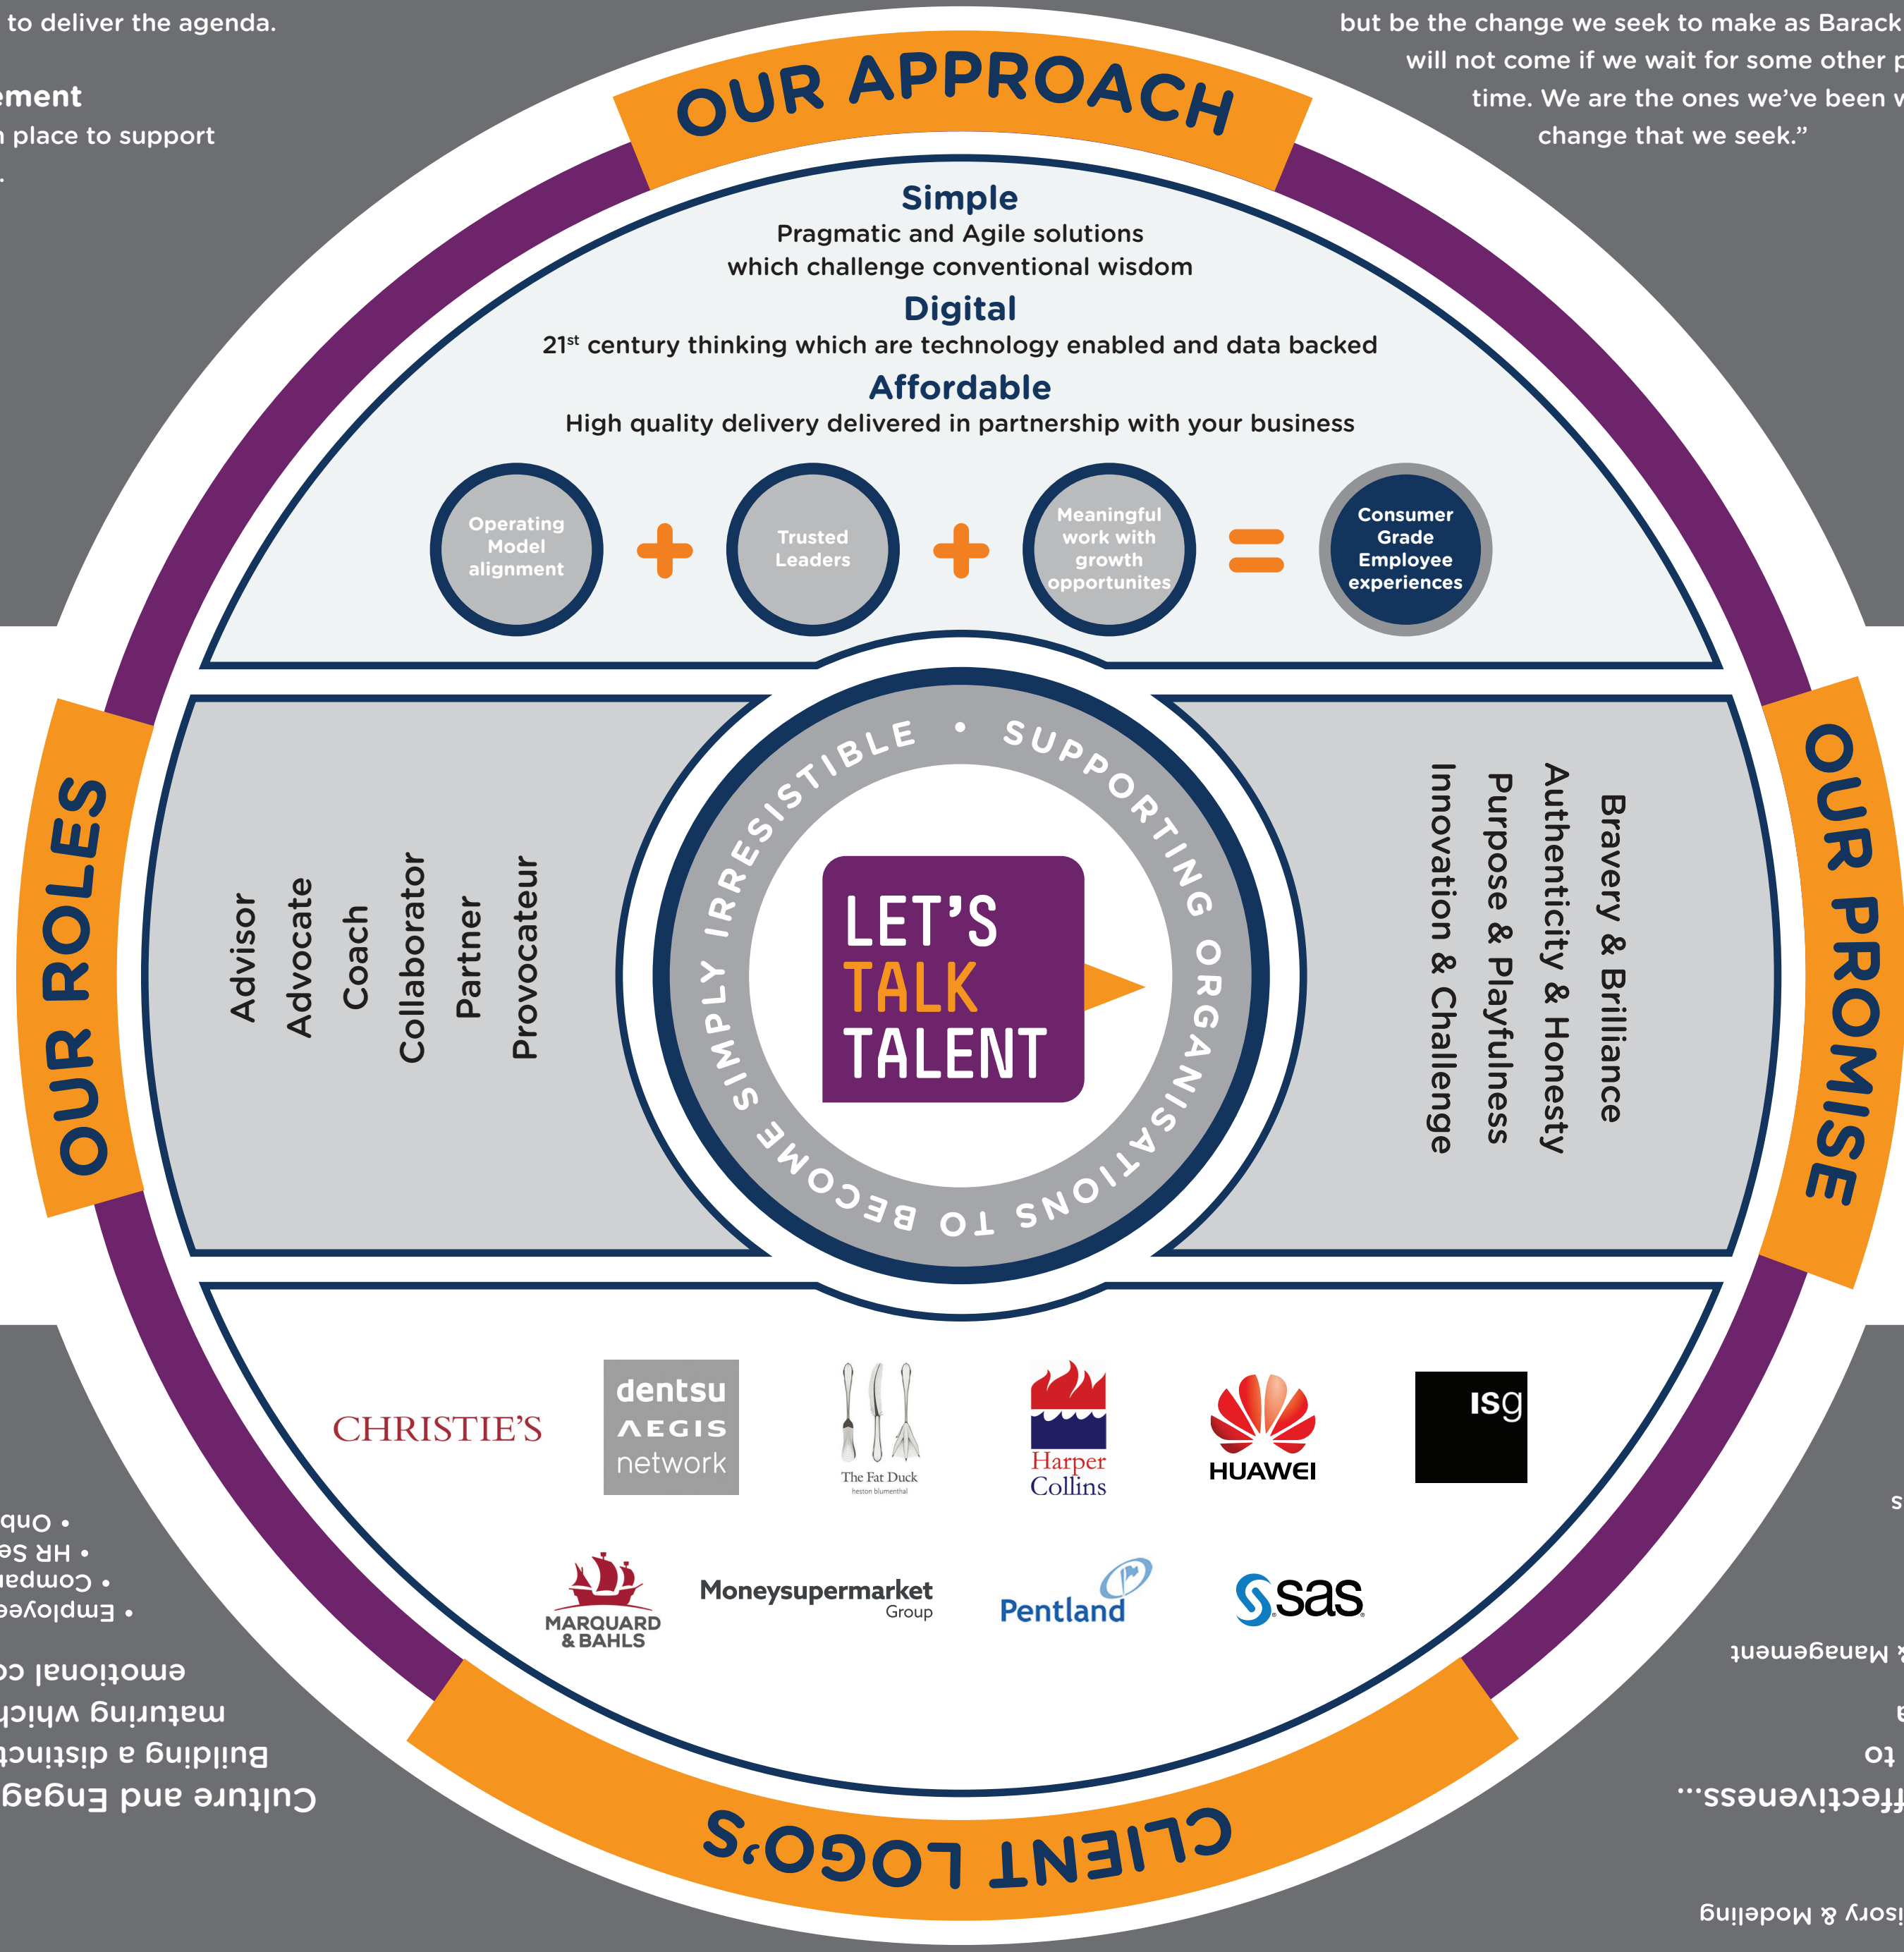 to deliver the agenda.
place to support
but be the change we seek to make as Barack
will not come if we wait for some other
time. We are the ones we've been
change that we seek.”
OUR APPROACH
Simple
Pragmatic and Agile solutions
which challenge conventional wisdom
Digital
21st century thinking which are technology enabled and data backed
Affordable
High quality delivery delivered in partnership with your business
Operating
Model
alignment
+
Trusted
Leaders
+
Meaningful
work with
growth
opportunites
=
Consumer
Grade
Employee
experiences
OUR ROLES
Advisor
Advocate
Coach
Collaborator
Partner
Provocateur
• SUPPORTING ORGANISATIONS TO BECOME SIMPLY IRRESISTIBLE
LET'S
TALK
TALENT
OUR PROMISE
Bravery & Brilliance
Authenticity & Honesty
Purpose & Playfulness
Innovation & Challenge
CHRISTIE'S
dentsu
AEGIS
network
The Fat Duck
heston blumenthal
Harper
Collins
HUAWEI
ISg
MARQUARD
& BAHLS
Moneysupermarket
Group
Pentland
sas
CLIENT LOGO'S
Culture and
Building a
maturing
emotional
• Employee
•
• HR
•
& Modeling
to
& Management